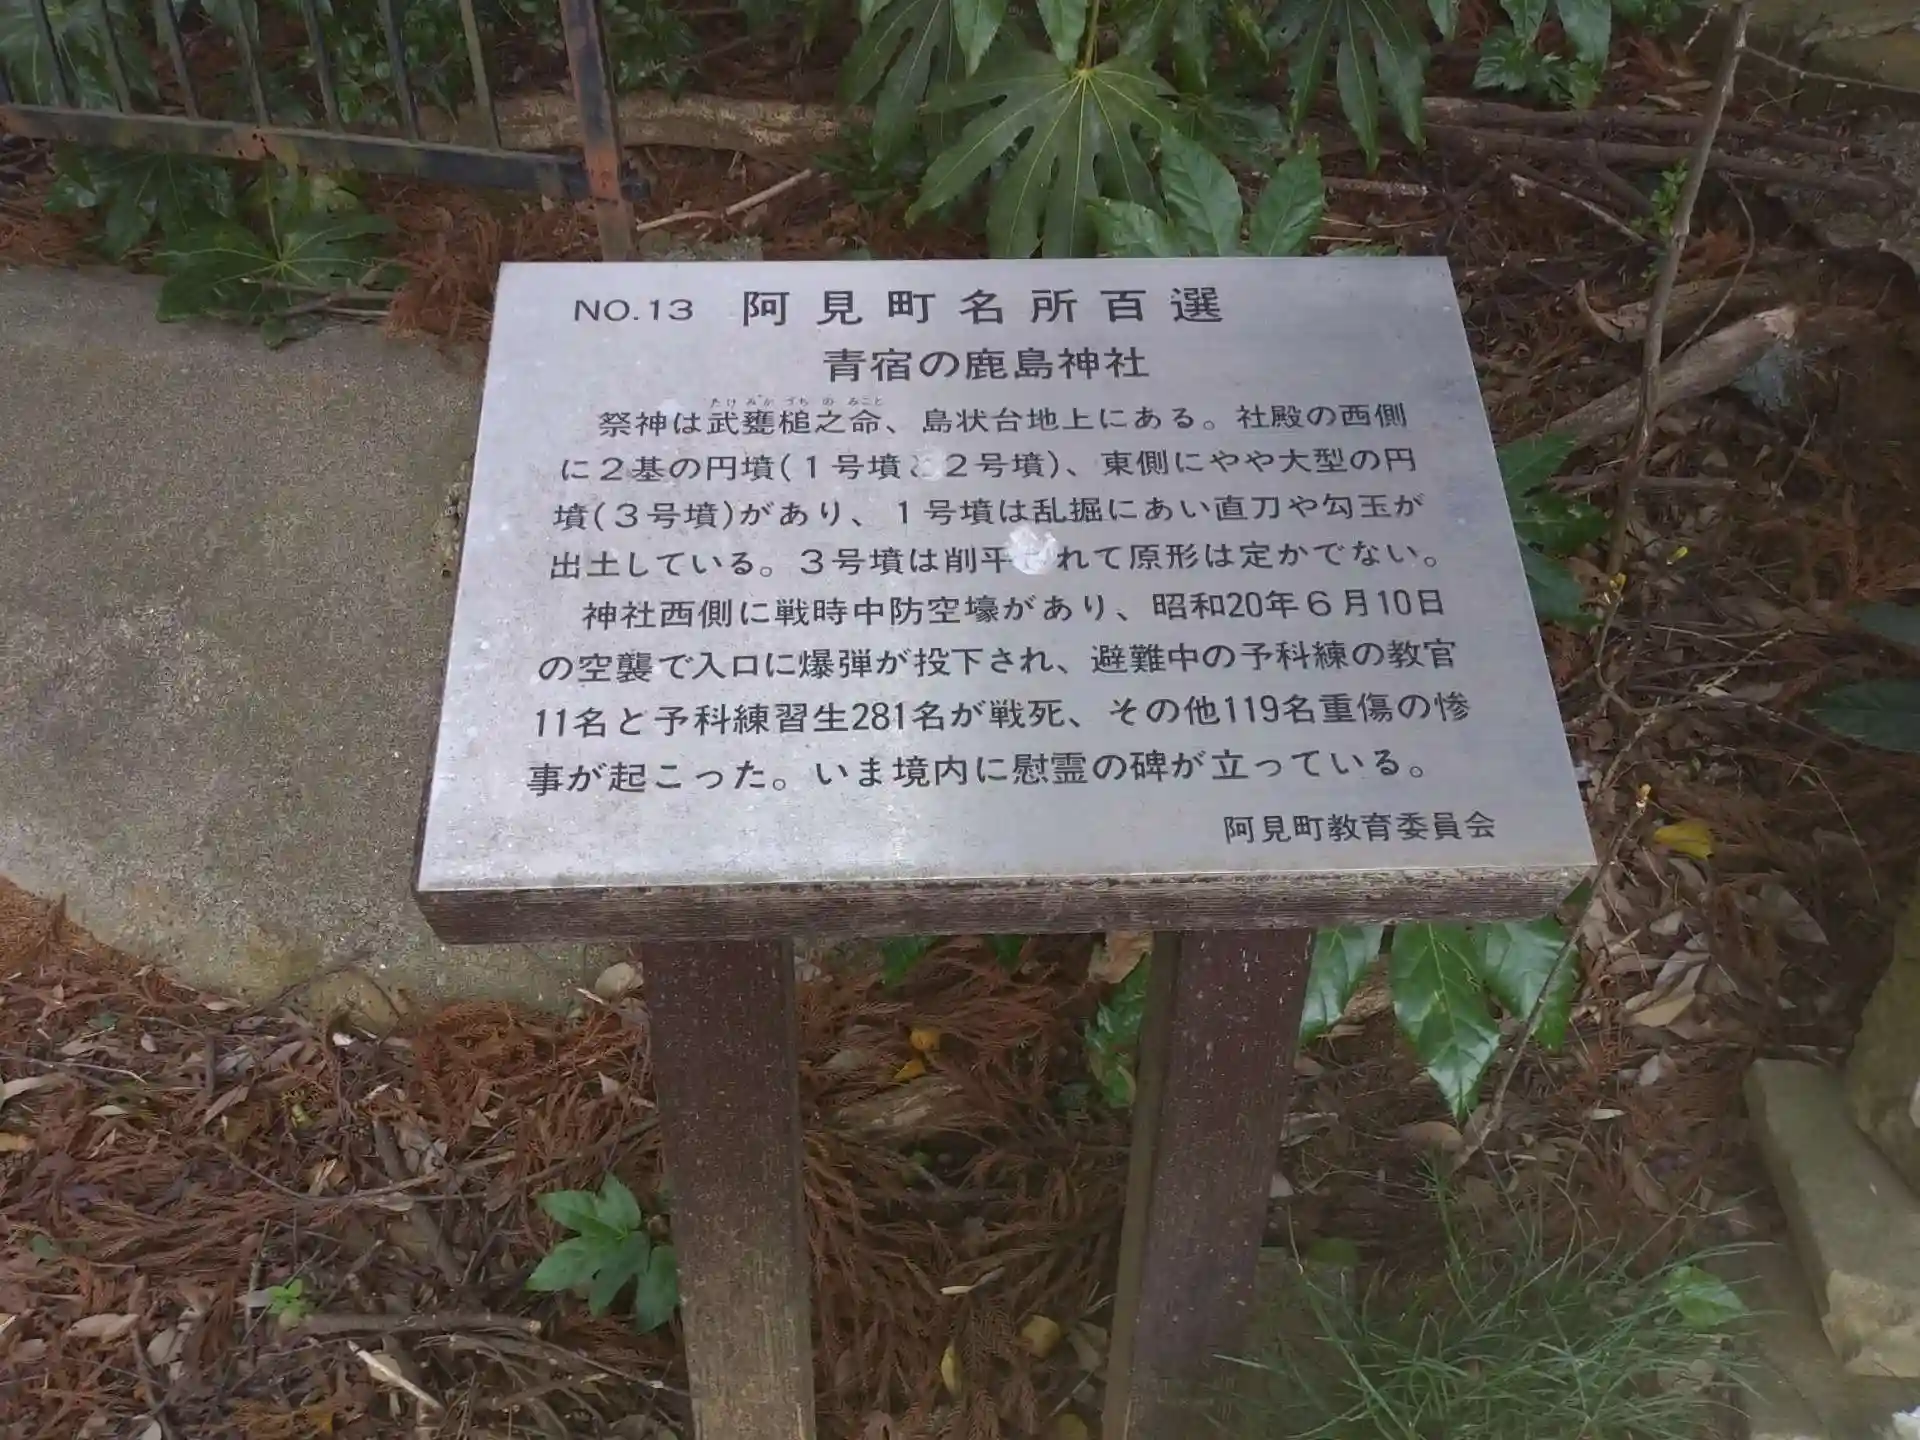 NO.13 阿見町名所百選
青宿の鹿島神社
たけみかづちのみこと
祭神は武甕槌之命、島状台地上にある。社殿の西側
に2基の円墳(1号墳と2号墳)、東側にやや大型の円
墳(3号墳)があり、1号墳は乱掘にあい直刀や勾玉が
出土している。3号墳は削平されて原形は定かでない。
神社西側に戦時中防空壕があり、昭和20年6月10日
の空襲で入口に爆弾が投下され、避難中の予科練の教官
11名と予科練習生281名が戦死、その他119名重傷の惨
事が起こった。いま境内に慰霊の碑が立っている。
阿見町教育委員会